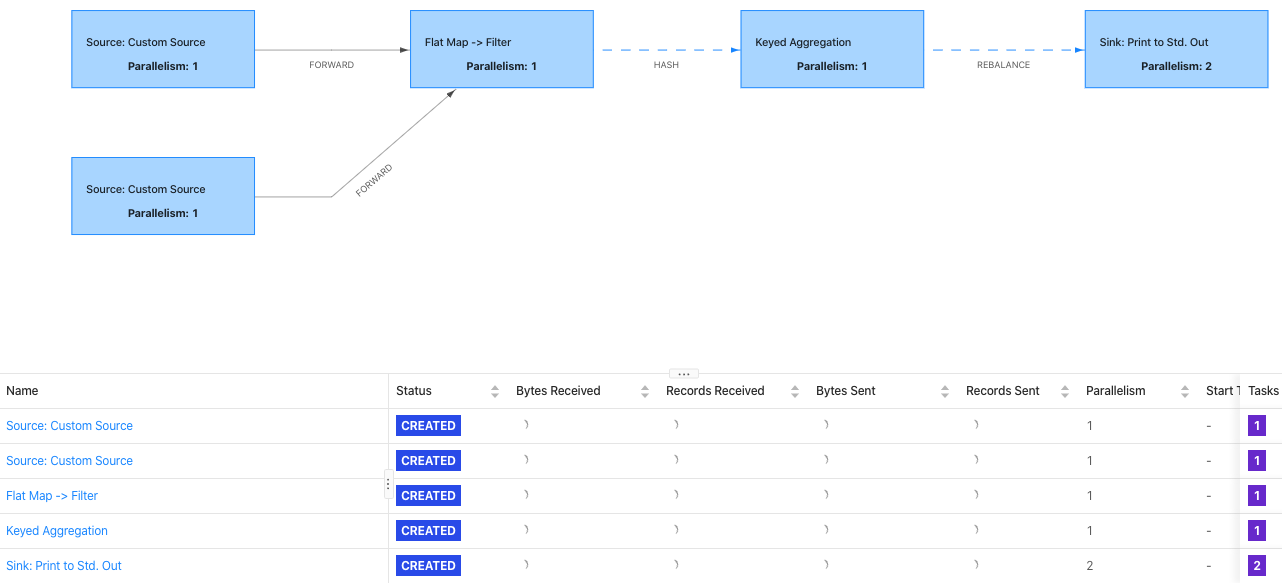 Source: Custom Source
Parallelism: 1
FORWARD
Flat Map -> Filter
Parallelism: 1
HASH
Keyed Aggregation
Parallelism: 1
REBALANCE
Sink: Print to Std. Out
Parallelism: 2
Source: Custom Source
Parallelism: 1
FORWARD
Name Status Bytes Received Records Received Bytes Sent Records Sent Parallelism Start T Tasks
Source: Custom Source CREATED 1 - 1
Source: Custom Source CREATED 1 - 1
Flat Map -> Filter CREATED 1 - 1
Keyed Aggregation CREATED 1 - 1
Sink: Print to Std. Out CREATED 2 - 2